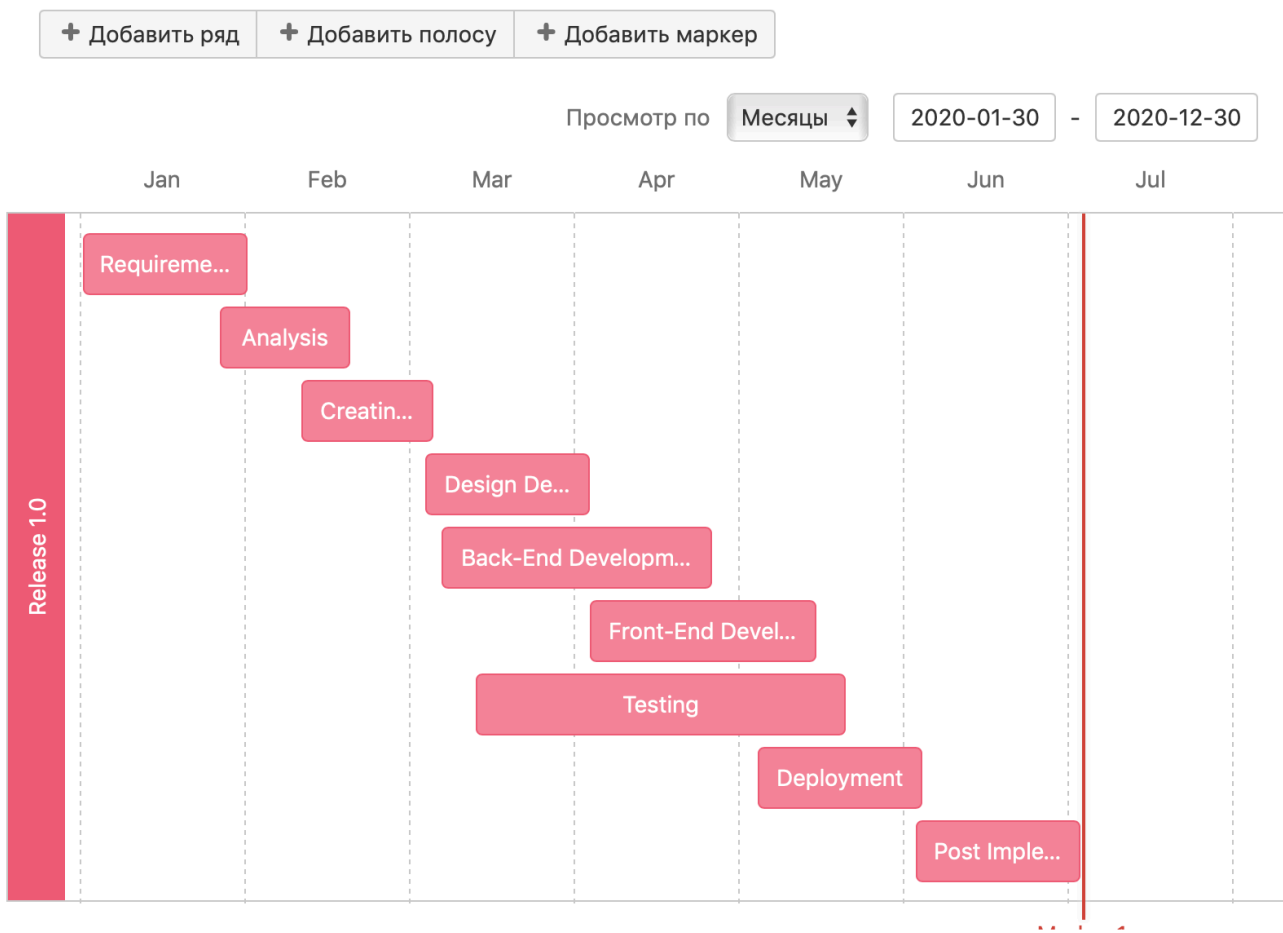 Добавить ряд
Добавить полосу
Добавить маркер
Просмотр по Месяцы 2020-01-30 - 2020-12-30
Jan Feb Mar Apr May Jun Jul
Release 1.0
Requireme...
Analysis
Creatin...
Design De...
Back-End Developm...
Front-End Devel...
Testing
Deployment
Post Imple...